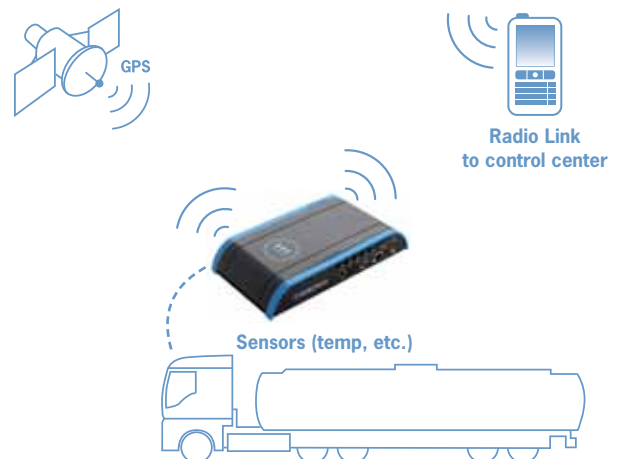 GPS
Radio Link
to control center
Sensors (temp, etc.)